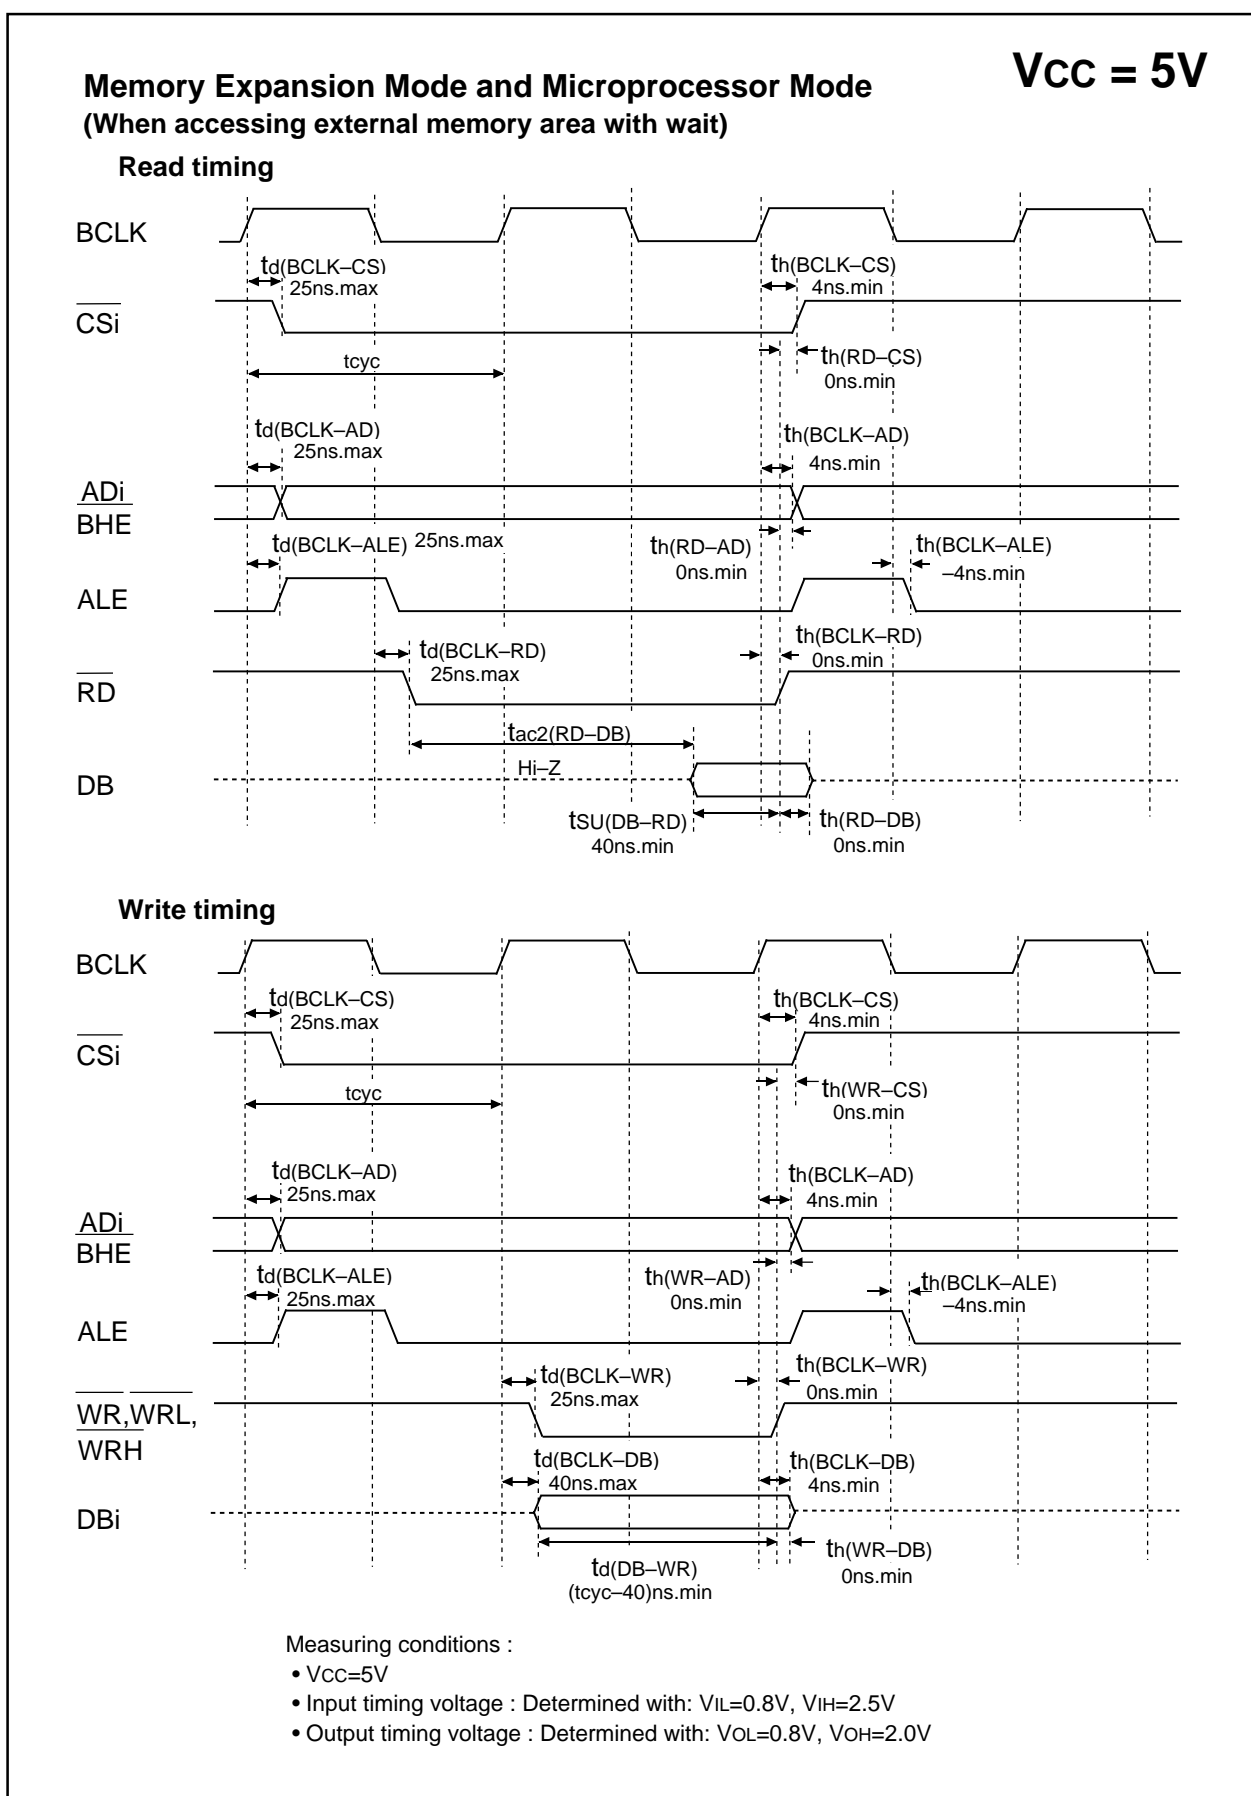 VCC = 5V
Memory Expansion Mode and Microprocessor Mode
(When accessing external memory area with wait)
Read timing
BCLK
td(BCLK–CS)
25ns.max
th(BCLK–CS)
4ns.min
CSi
tcyc
th(RD–CS)
0ns.min
td(BCLK–AD)
25ns.max
th(BCLK–AD)
4ns.min
ADi
BHE
td(BCLK–ALE) 25ns.max
th(RD–AD)
0ns.min
th(BCLK–ALE)
–4ns.min
ALE
td(BCLK–RD)
25ns.max
th(BCLK–RD)
0ns.min
RD
tac2(RD–DB)
Hi–Z
DB
tSU(DB–RD)
40ns.min
th(RD–DB)
0ns.min
Write timing
BCLK
td(BCLK–CS)
25ns.max
th(BCLK–CS)
4ns.min
CSi
tcyc
th(WR–CS)
0ns.min
td(BCLK–AD)
25ns.max
th(BCLK–AD)
4ns.min
ADi
BHE
td(BCLK–ALE)
25ns.max
th(WR–AD)
0ns.min
th(BCLK–ALE)
–4ns.min
ALE
td(BCLK–WR)
25ns.max
th(BCLK–WR)
0ns.min
WR,WRL,
WRH
td(BCLK–DB)
40ns.max
th(BCLK–DB)
4ns.min
DBi
td(DB–WR)
(tcyc–40)ns.min
th(WR–DB)
0ns.min
Measuring conditions :
• VCC=5V
• Input timing voltage : Determined with: VIL=0.8V, VIH=2.5V
• Output timing voltage : Determined with: VOL=0.8V, VOH=2.0V